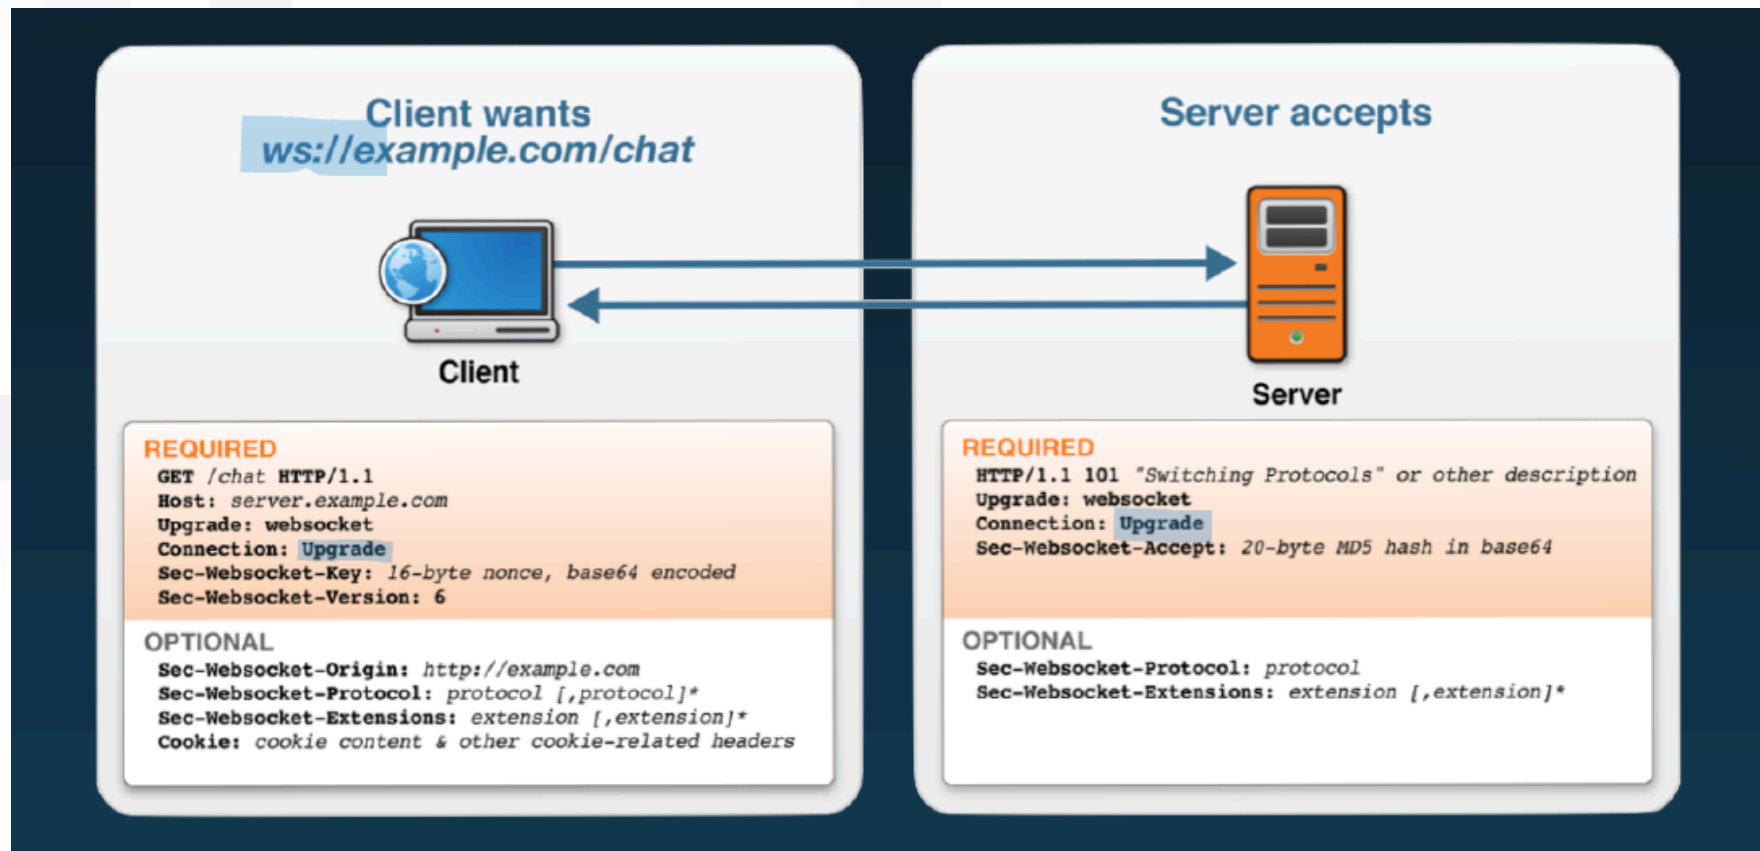 Client wants
ws://example.com/chat
Client
REQUIRED
GET /chat HTTP/1.1
Host: server.example.com
Upgrade: websocket
Connection: Upgrade
Sec-Websocket-Key: 16-byte nonce, base64 encoded
Sec-Websocket-Version: 6
OPTIONAL
Sec-Websocket-Origin: http://example.com
Sec-Websocket-Protocol: protocol [,protocol]*
Sec-Websocket-Extensions: extension [,extension]*
Cookie: cookie content & other cookie-related headers
Server accepts
Server
REQUIRED
HTTP/1.1 101 "Switching Protocols" or other description
Upgrade: websocket
Connection: Upgrade
Sec-Websocket-Accept: 20-byte MD5 hash in base64
OPTIONAL
Sec-Websocket-Protocol: protocol
Sec-Websocket-Extensions: extension [,extension]*